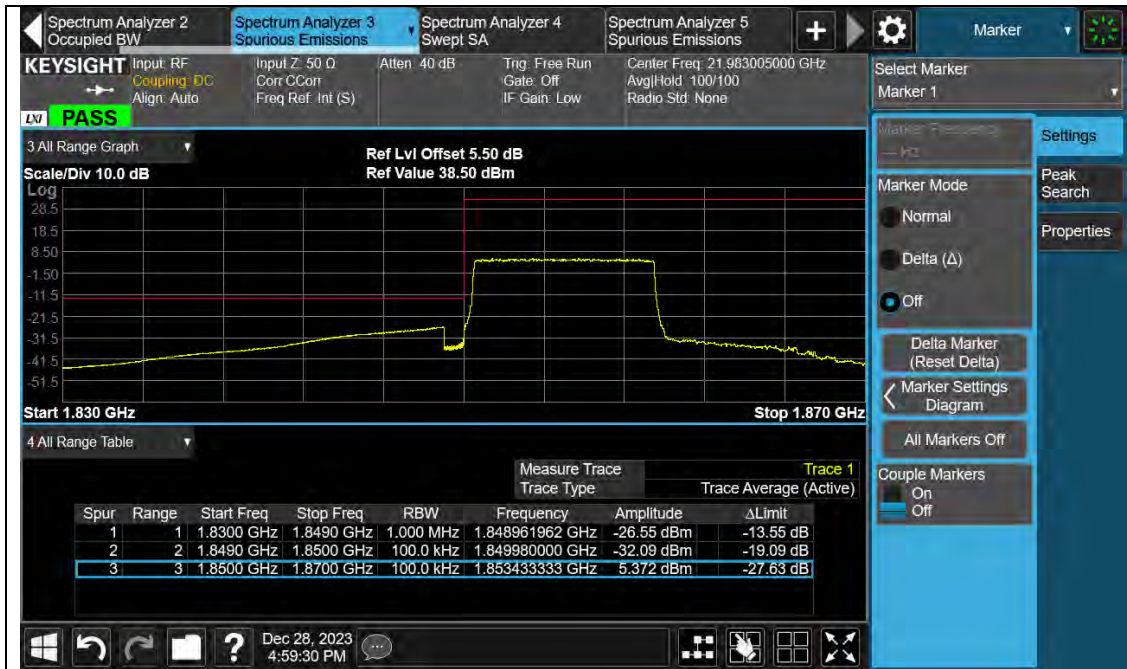 Spectrum Analyzer 2
Occupied BW
Spectrum Analyzer 3
Spurious Emissions
Spectrum Analyzer 4
Swept SA
Spectrum Analyzer 5
Spurious Emissions
+
Marker
KEYSIGHT
Input: RF
Coupling: DC
Align: Auto
Input Z: 50 Ω
Corr CCorr
Freq Ref: Int (S)
Atten: 40 dB
Trig: Free Run
Gate: Off
IF Gain: Low
Center Freq: 21.983005000 GHz
Avg|Hold: 100/100
Radio Std: None
LXI PASS
3 All Range Graph
Scale/Div 10.0 dB
Ref Lvl Offset 5.50 dB
Ref Value 38.50 dBm
Log
28.5
18.5
8.50
-1.50
-11.5
-21.5
-31.5
-41.5
-51.5
Start 1.830 GHz Stop 1.870 GHz
4 All Range Table
Measure Trace Trace 1
Trace Type Trace Average (Active)
Spur Range Start Freq Stop Freq RBW Frequency Amplitude ΔLimit
1 1 1.8300 GHz 1.8490 GHz 1.000 MHz 1.848961962 GHz -26.55 dBm -13.55 dB
2 2 1.8490 GHz 1.8500 GHz 100.0 kHz 1.849980000 GHz -32.09 dBm -19.09 dB
3 3 1.8500 GHz 1.8700 GHz 100.0 kHz 1.853433333 GHz 5.372 dBm -27.63 dB
Select Marker
Marker 1
Marker Frequency
--- Hz
Marker Mode
Normal
Delta (Δ)
Off
Delta Marker
(Reset Delta)
Marker Settings
Diagram
All Markers Off
Couple Markers
On
Off
Settings
Peak
Search
Properties
?
Dec 28, 2023
4:59:30 PM